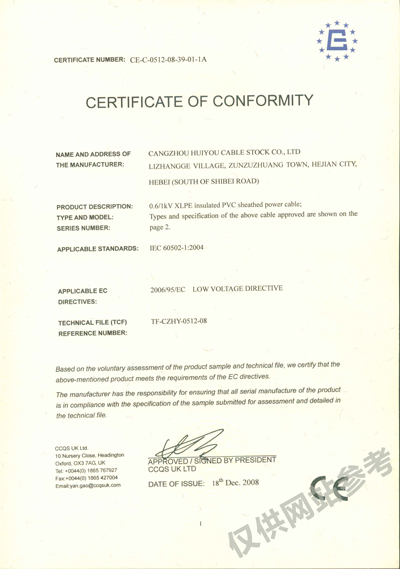 CERTIFICATE NUMBER: CE-C-0512-08-39-01-1A
CERTIFICATE OF CONFORMITY
NAME AND ADDRESS OF THE MANUFACTURER:
CANGZHOU HUIYOU CABLE STOCK CO., LTD
LIZHANGGE VILLAGE, ZUNZUZHUANG TOWN, HEJIAN CITY,
HEBEI (SOUTH OF SHIBEI ROAD)
PRODUCT DESCRIPTION: 0.6/1kV XLPE insulated PVC sheathed power cable;
TYPE AND MODEL: Types and specification of the above cable approved are shown on the
SERIES NUMBER: page 2.
APPLICABLE STANDARDS: IEC 60502-1:2004
APPLICABLE EC DIRECTIVES: 2006/95/EC LOW VOLTAGE DIRECTIVE
TECHNICAL FILE (TCF) REFERENCE NUMBER: TF-CZHY-0512-08
Based on the voluntary assessment of the product sample and technical file, we certify that the
above-mentioned product meets the requirements of the EC directives.
The manufacturer has the responsibility for ensuring that all serial manufacture of the product
is in compliance with the specification of the sample submitted for assessment and detailed in
the technical file.
CCQS UK Ltd.
10 Nursery Close, Headington
Oxford, OX3 7AG, UK
Tel: +0044(0) 1865 767927
Fax:+0044(0) 1865 427004
Email:yan.gao@ccqsuk.com
APPROVED / SIGNED BY PRESIDENT
CCQS UK LTD
DATE OF ISSUE: 18th Dec. 2008
CE
仅供网站参考
1